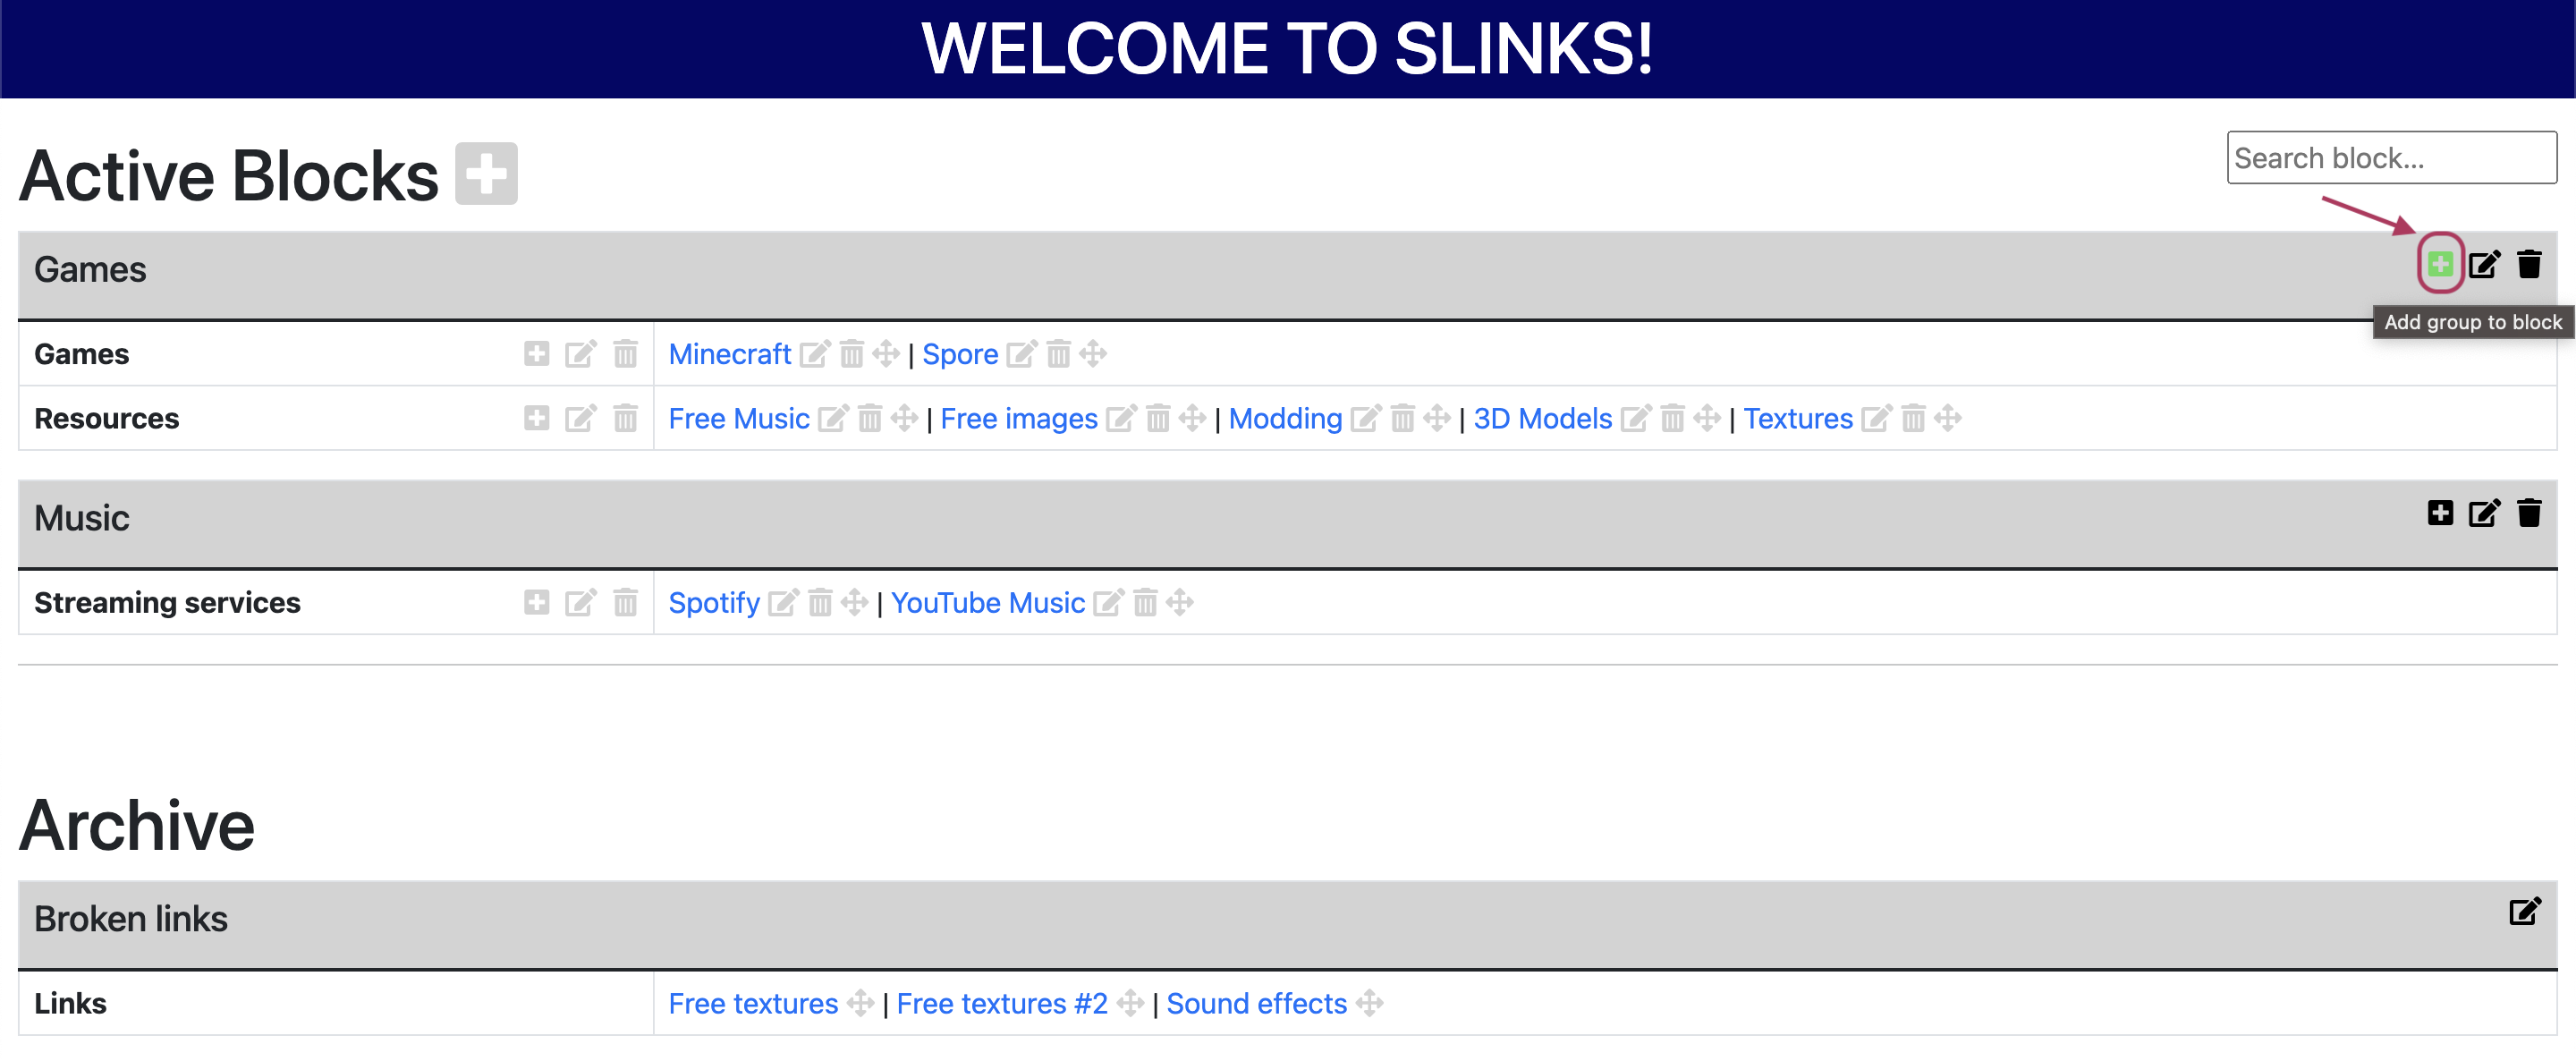 WELCOME TO SLINKS!
Active Blocks
Search block...
Games
Add group to block
Games
Minecraft | Spore
Resources
Free Music | Free images | Modding | 3D Models | Textures
Music
Streaming services
Spotify | YouTube Music
Archive
Broken links
Links
Free textures | Free textures #2 | Sound effects